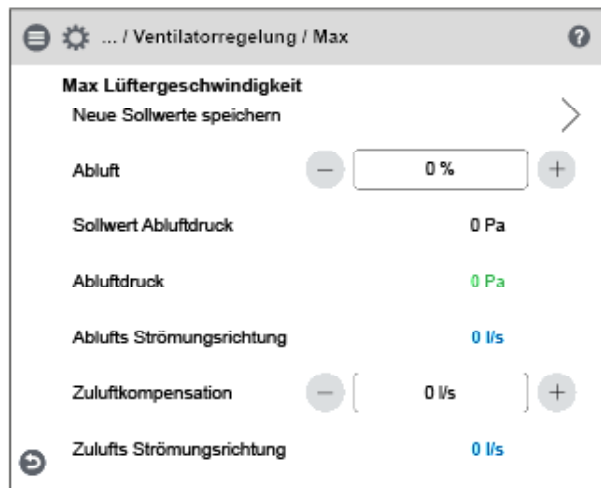 ... / Ventilatorregelung / Max ?
Max Lüftergeschwindigkeit
Neue Sollwerte speichern
Abluft − 0 % +
Sollwert Abluftdruck 0 Pa
Abluftdruck 0 Pa
Ablufts Strömungsrichtung 0 l/s
Zuluftkompensation − 0 l/s +
Zulufts Strömungsrichtung 0 l/s